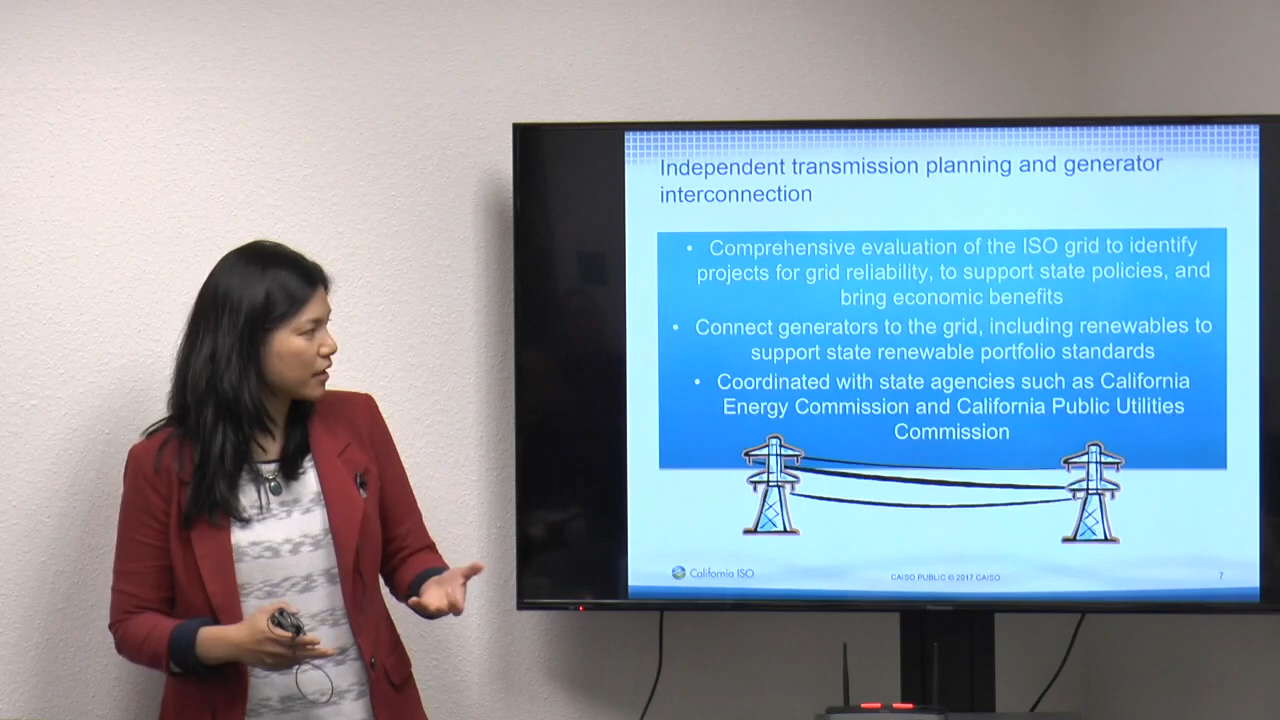 Independent transmission planning and generator
interconnection
• Comprehensive evaluation of the ISO grid to identify
projects for grid reliability, to support state policies, and
bring economic benefits
• Connect generators to the grid, including renewables to
support state renewable portfolio standards
• Coordinated with state agencies such as California
Energy Commission and California Public Utilities
Commission
California ISO
CAISO PUBLIC © 2017 CAISO
7